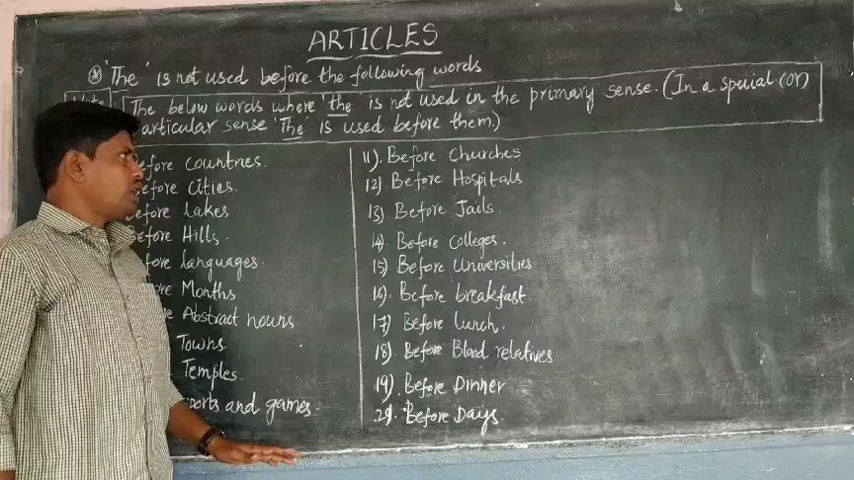 ARTICLES
'The' is not used before the following words
The below words where 'the is not used in the primary sense. (In a special (or)
articular sense 'The is used before them.)
efore countries.
efore cities.
efore lakes
Before Hills.
fore languages.
ore Months
e Abstract nouns
Towns
Temples.
ports and games.
11). Before Churches
12). Before Hospitals
13). Before Jails.
14). Before colleges.
15). Before universities
16). Before breakfast.
17). Before lunch.
18). Before Blood relatives
19). Before Dinner
Before Days.